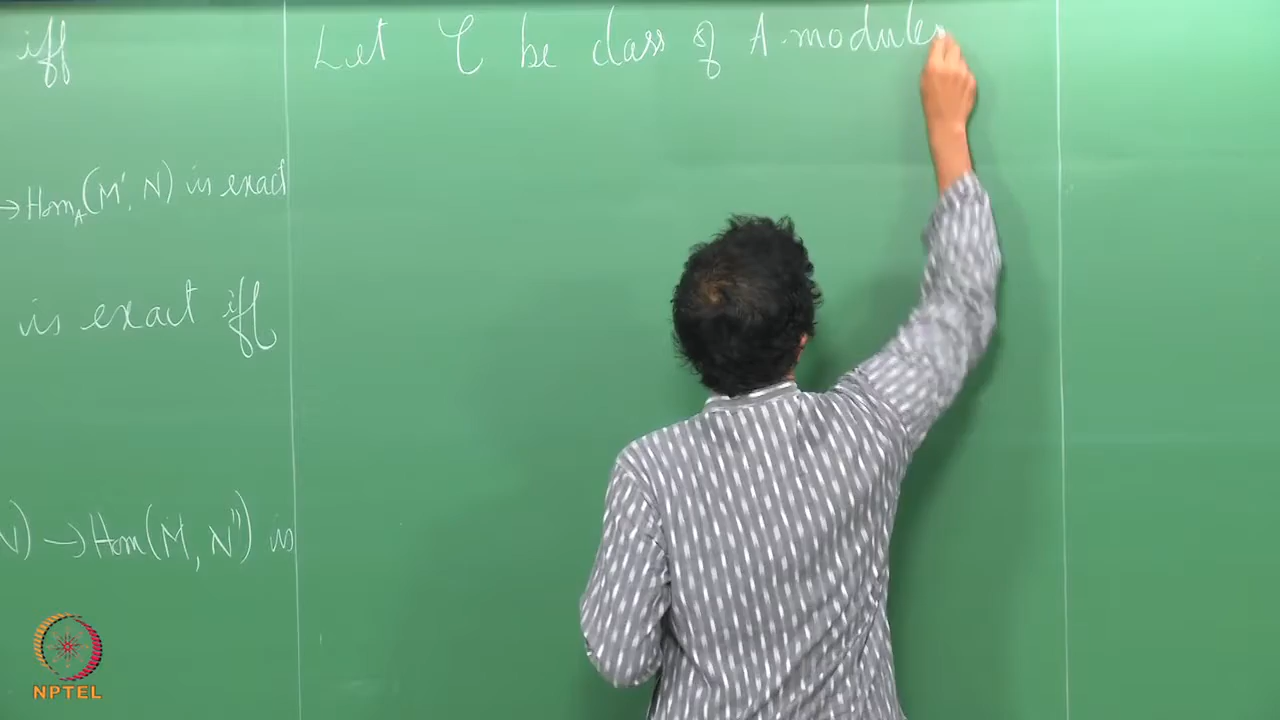 iff
→ Hom_A(M', N) is exact
is exact iff
N) → Hom(M, N'') is
Let C be class of A-modules
NPTEL